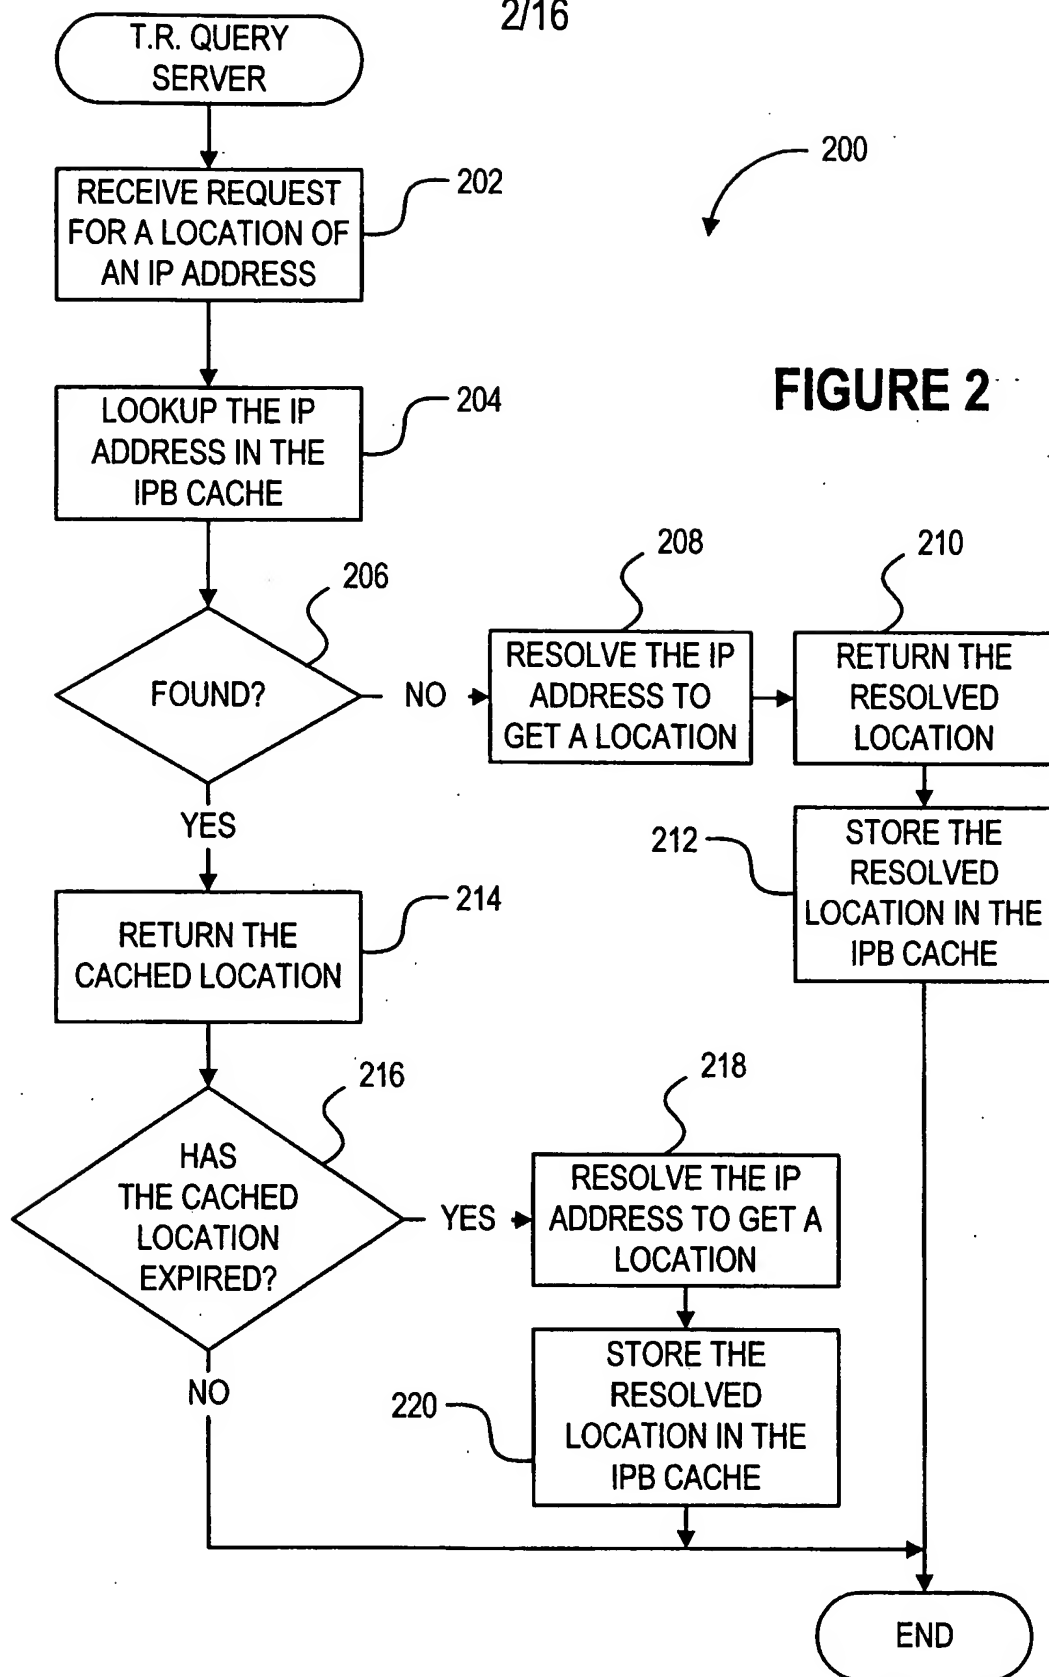 2/16
T.R. QUERY
SERVER
200
RECEIVE REQUEST
FOR A LOCATION OF
AN IP ADDRESS
202
FIGURE 2
LOOKUP THE IP
ADDRESS IN THE
IPB CACHE
204
206
FOUND?
NO
208
RESOLVE THE IP
ADDRESS TO
GET A LOCATION
210
RETURN THE
RESOLVED
LOCATION
YES
212
STORE THE
RESOLVED
LOCATION IN THE
IPB CACHE
214
RETURN THE
CACHED LOCATION
216
HAS
THE CACHED
LOCATION
EXPIRED?
YES
218
RESOLVE THE IP
ADDRESS TO GET A
LOCATION
NO
220
STORE THE
RESOLVED
LOCATION IN THE
IPB CACHE
END